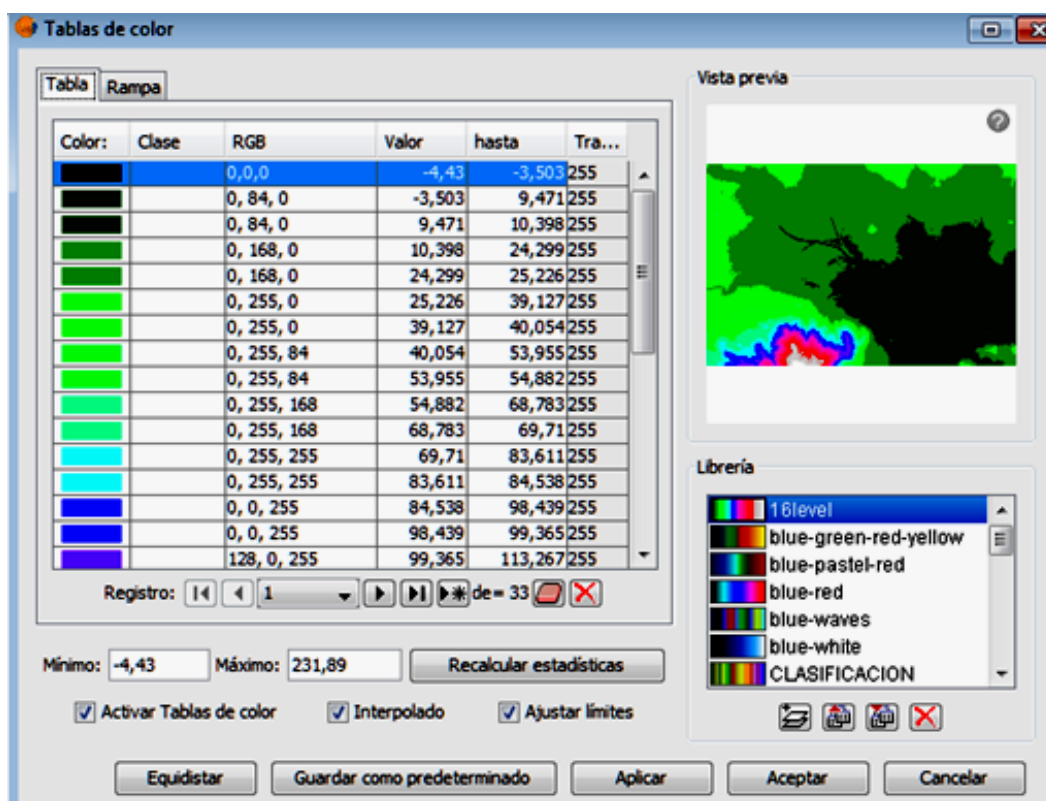 Tablas de color
Tabla Rampa
Color: Clase RGB Valor hasta Tra...
0,0,0 -4,43 -3,503 255
0, 84, 0 -3,503 9,471 255
0, 84, 0 9,471 10,398 255
0, 168, 0 10,398 24,299 255
0, 168, 0 24,299 25,226 255
0, 255, 0 25,226 39,127 255
0, 255, 0 39,127 40,054 255
0, 255, 84 40,054 53,955 255
0, 255, 84 53,955 54,882 255
0, 255, 168 54,882 68,783 255
0, 255, 168 68,783 69,71 255
0, 255, 255 69,71 83,611 255
0, 255, 255 83,611 84,538 255
0, 0, 255 84,538 98,439 255
0, 0, 255 98,439 99,365 255
128, 0, 255 99,365 113,267 255
Registro: 1 de= 33
Mínimo: -4,43 Máximo: 231,89 Recalcular estadísticas
Activar Tablas de color Interpolado Ajustar límites
Vista previa
?
Librería
16level
blue-green-red-yellow
blue-pastel-red
blue-red
blue-waves
blue-white
CLASIFICACION
Equidistar Guardar como predeterminado Aplicar Aceptar Cancelar